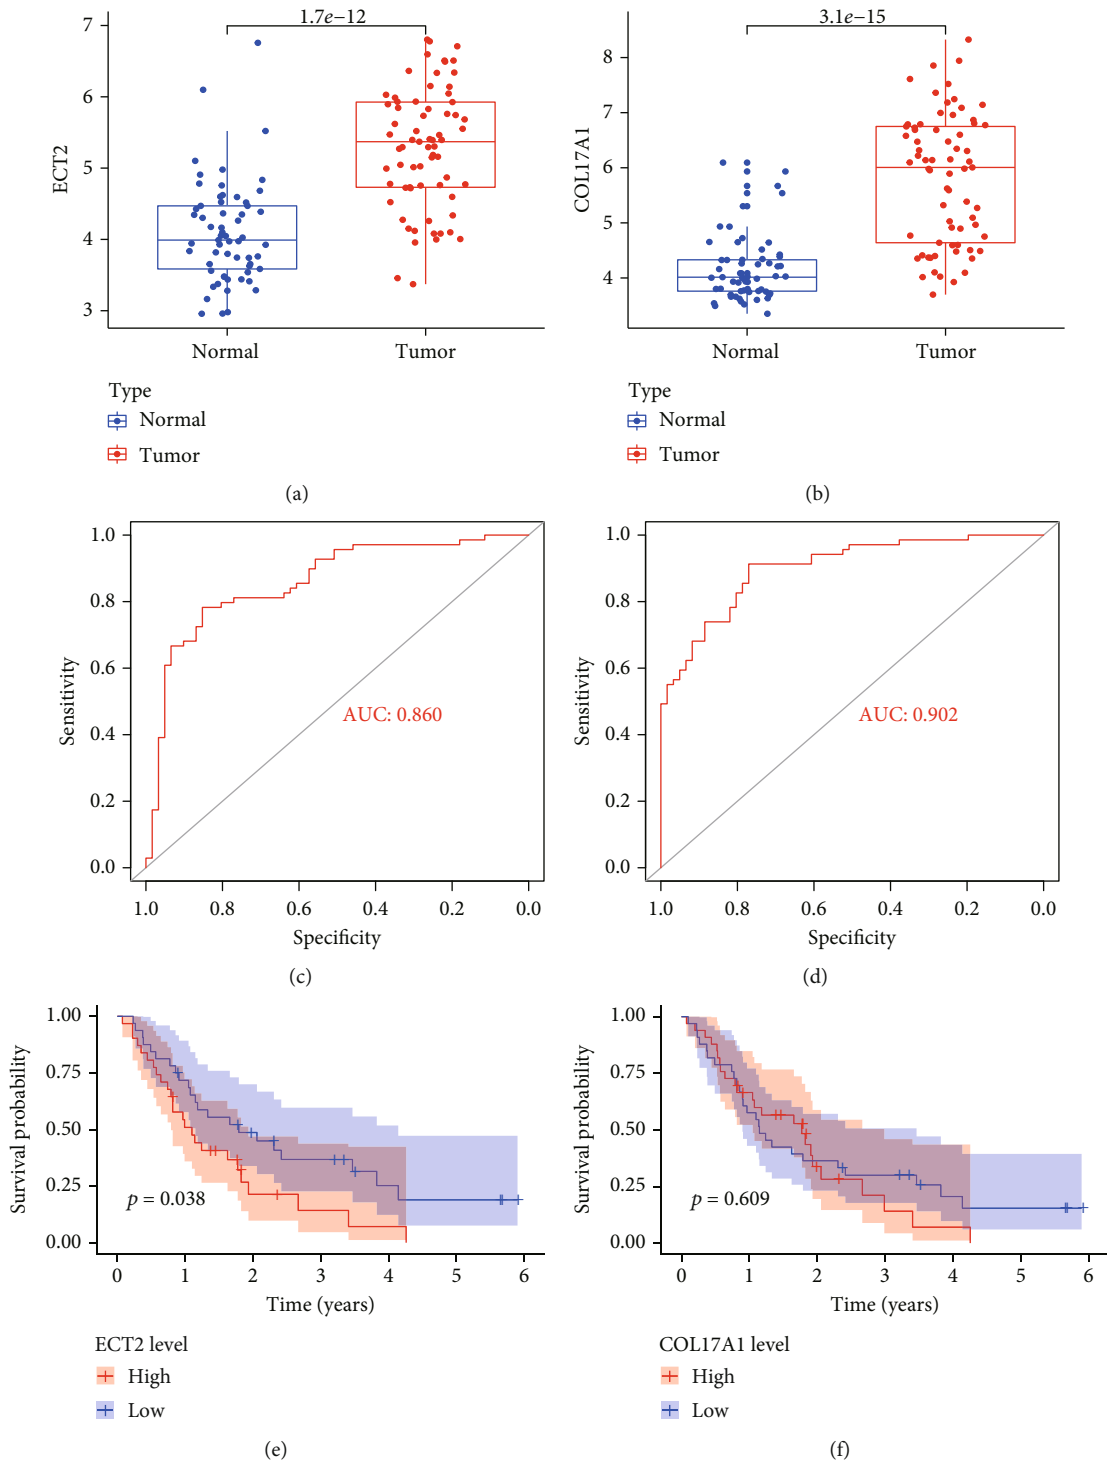 1.7e−12
7
6
5
4
3
ECT2
Normal Tumor
Type
Normal
Tumor
(a)
3.1e−15
8
7
6
5
4
COL17A1
Normal Tumor
Type
Normal
Tumor
(b)
1.0
0.8
0.6
0.4
0.2
0.0
Sensitivity
AUC: 0.860
1.0 0.8 0.6 0.4 0.2 0.0
Specificity
(c)
1.0
0.8
0.6
0.4
0.2
0.0
Sensitivity
AUC: 0.902
1.0 0.8 0.6 0.4 0.2 0.0
Specificity
(d)
1.00
0.75
0.50
0.25
0.00
Survival probability
p = 0.038
0 1 2 3 4 5 6
Time (years)
ECT2 level
High
Low
(e)
1.00
0.75
0.50
0.25
0.00
Survival probability
p = 0.609
0 1 2 3 4 5 6
Time (years)
COL17A1 level
High
Low
(f)